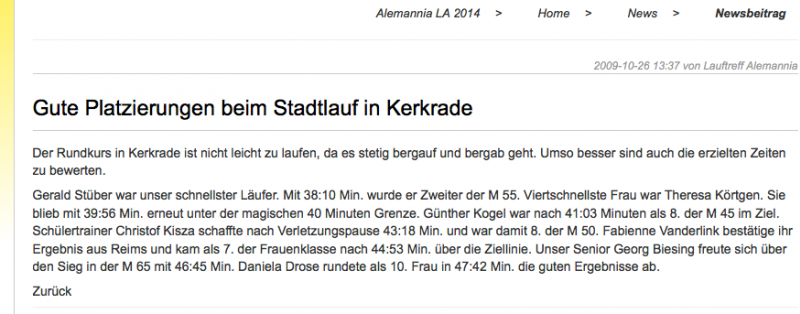 Alemannia LA 2014 > Home > News > Newsbeitrag
2009-10-26 13:37 von Lauftreff Alemannia
Gute Platzierungen beim Stadtlauf in Kerkrade
Der Rundkurs in Kerkrade ist nicht leicht zu laufen, da es stetig bergauf und bergab geht. Umso besser sind auch die erzielten Zeiten
zu bewerten.
Gerald Stüber war unser schnellster Läufer. Mit 38:10 Min. wurde er Zweiter der M 55. Viertschnellste Frau war Theresa Körtgen. Sie
blieb mit 39:56 Min. erneut unter der magischen 40 Minuten Grenze. Günther Kogel war nach 41:03 Minuten als 8. der M 45 im Ziel.
Schülertrainer Christof Kisza schaffte nach Verletzungspause 43:18 Min. und war damit 8. der M 50. Fabienne Vanderlink bestätige ihr
Ergebnis aus Reims und kam als 7. der Frauenklasse nach 44:53 Min. über die Ziellinie. Unser Senior Georg Biesing freute sich über
den Sieg in der M 65 mit 46:45 Min. Daniela Drose rundete als 10. Frau in 47:42 Min. die guten Ergebnisse ab.
Zurück